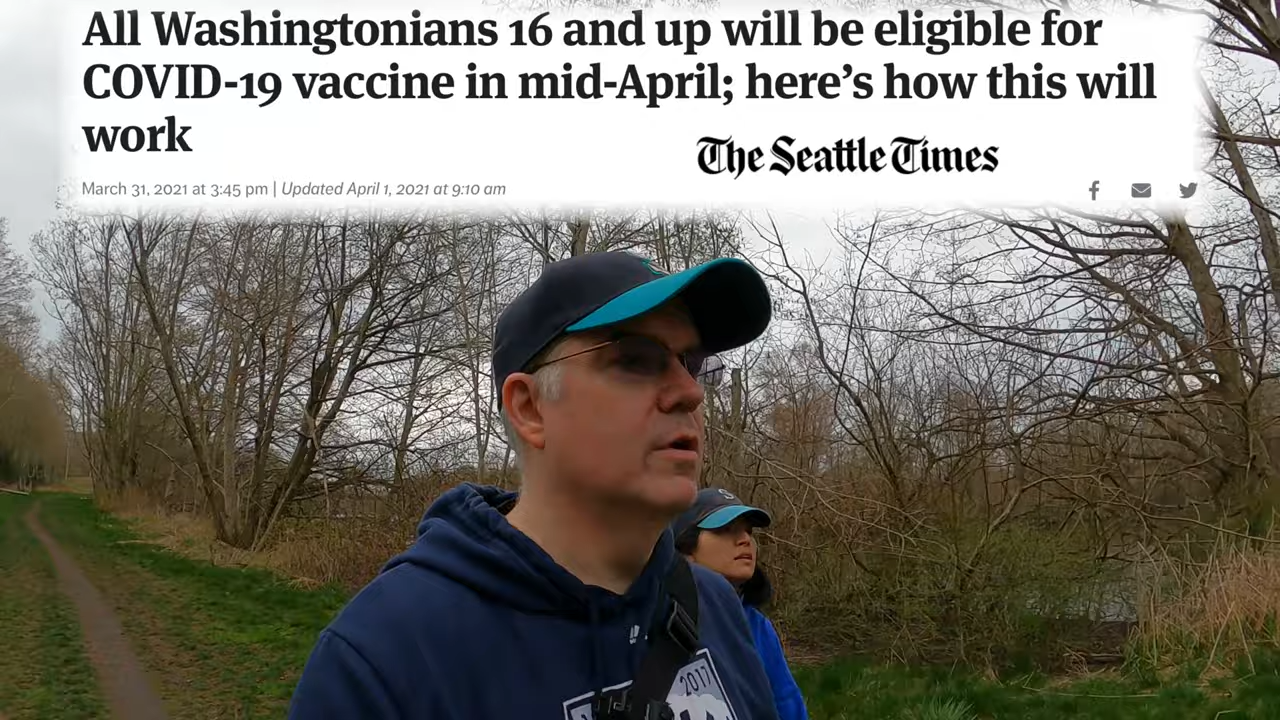 All Washingtonians 16 and up will be eligible for
COVID-19 vaccine in mid-April; here’s how this will
work
The Seattle Times
March 31, 2021 at 3:45 pm | Updated April 1, 2021 at 9:10 am
S
2017